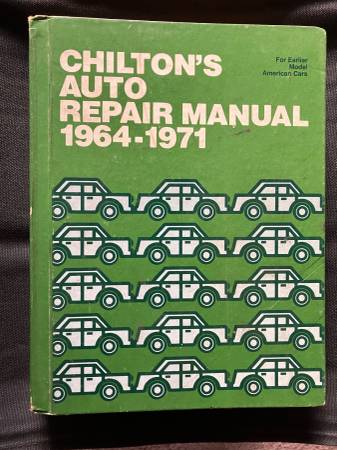 CHILTON'S
AUTO
REPAIR MANUAL
1964-1971
For Earlier
Model
American Cars